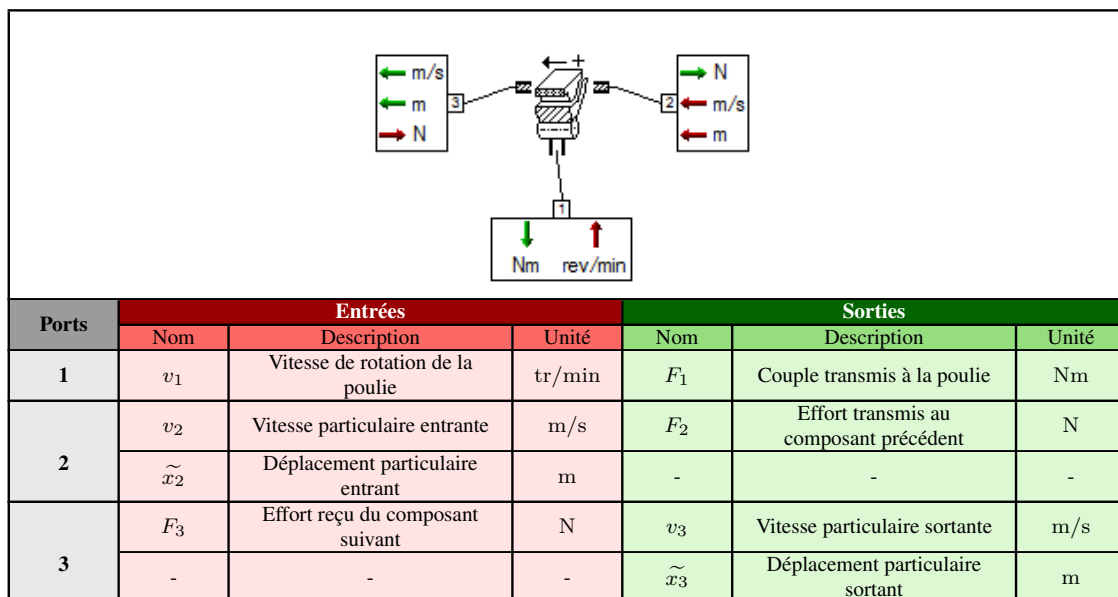 m/s
m
N
3
+
2
N
m/s
m
1
Nm rev/min
Ports
Entrées
Sorties
Nom Description Unité Nom Description Unité
1
v₁
Vitesse de rotation de la
poulie
tr/min
F₁
Couple transmis à la poulie
Nm
2
v₂
Vitesse particulaire entrante
m/s
F₂
Effort transmis au
composant précédent
N
x̃₂
Déplacement particulaire
entrant
m
- - -
3
F₃
Effort reçu du composant
suivant
N
v₃
Vitesse particulaire sortante
m/s
- - -
x̃₃
Déplacement particulaire
sortant
m